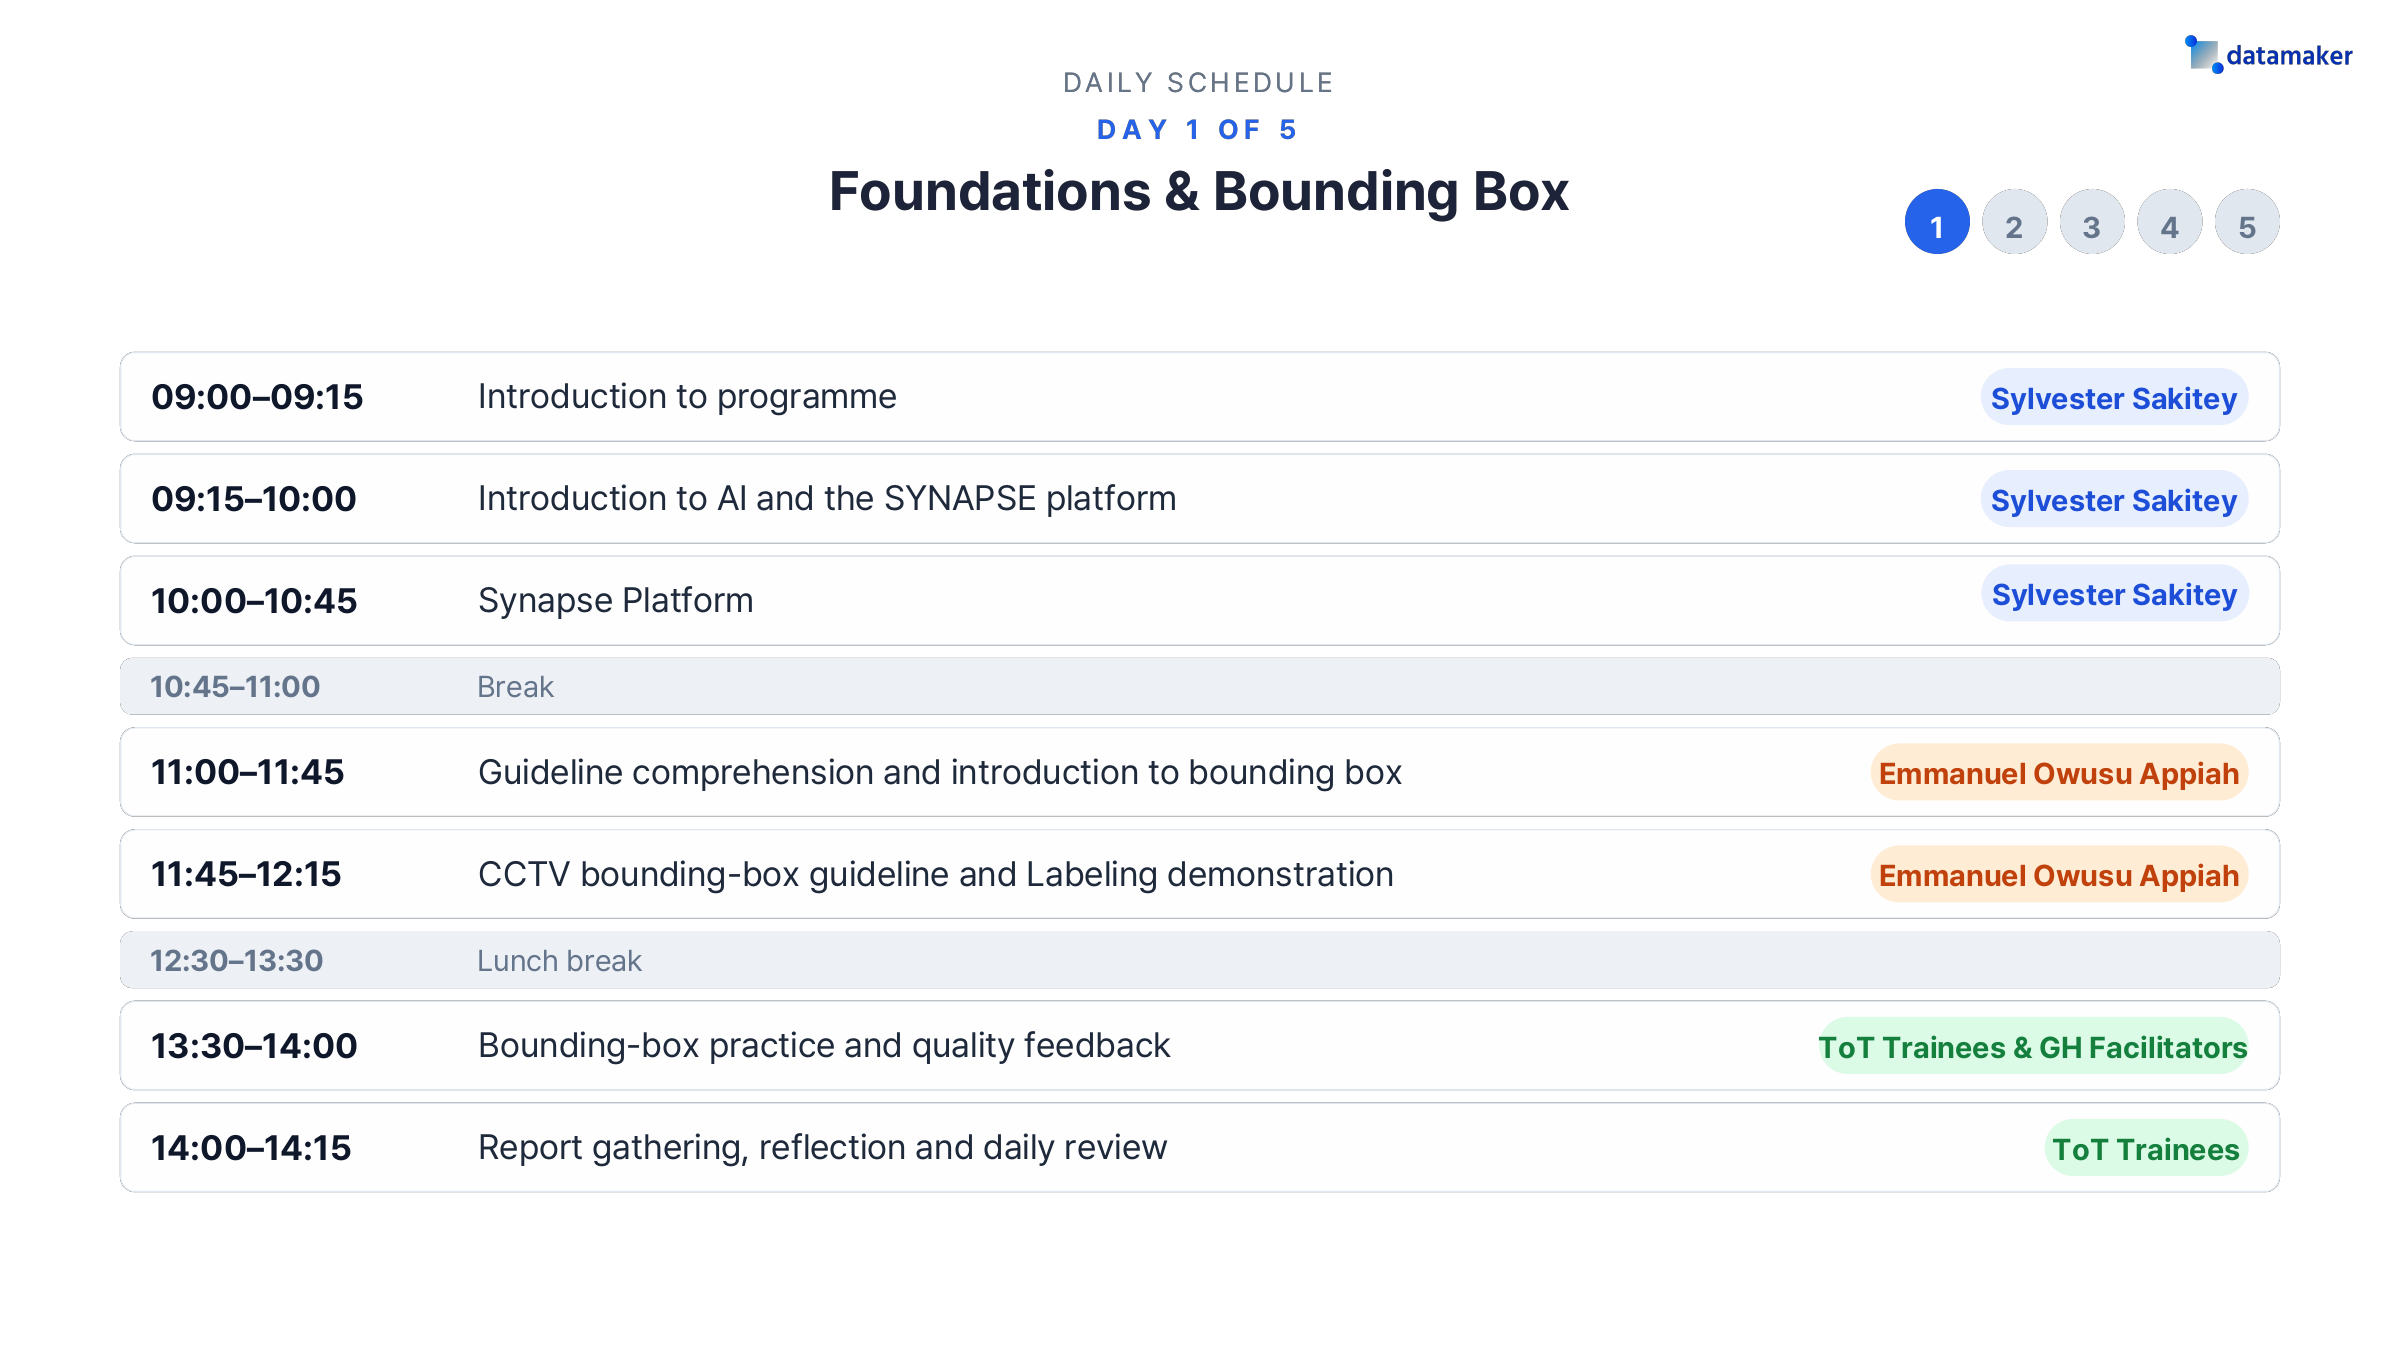 datamaker
DAILY SCHEDULE
DAY 1 OF 5
Foundations & Bounding Box
1 2 3 4 5
09:00–09:15 Introduction to programme Sylvester Sakitey
09:15–10:00 Introduction to AI and the SYNAPSE platform Sylvester Sakitey
10:00–10:45 Synapse Platform Sylvester Sakitey
10:45–11:00 Break
11:00–11:45 Guideline comprehension and introduction to bounding box Emmanuel Owusu Appiah
11:45–12:15 CCTV bounding-box guideline and Labeling demonstration Emmanuel Owusu Appiah
12:30–13:30 Lunch break
13:30–14:00 Bounding-box practice and quality feedback ToT Trainees & GH Facilitators
14:00–14:15 Report gathering, reflection and daily review ToT Trainees